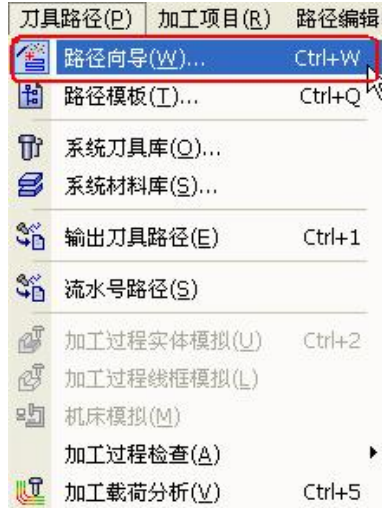 刀具路径(P) 加工项目(R) 路径编辑
路径向导(W)... Ctrl+W
路径模板(T)... Ctrl+Q
系统刀具库(O)...
系统材料库(S)...
输出刀具路径(E) Ctrl+1
流水号路径(S)
加工过程实体模拟(U) Ctrl+2
加工过程线框模拟(L)
机床模拟(M)
加工过程检查(A)
加工载荷分析(V) Ctrl+5